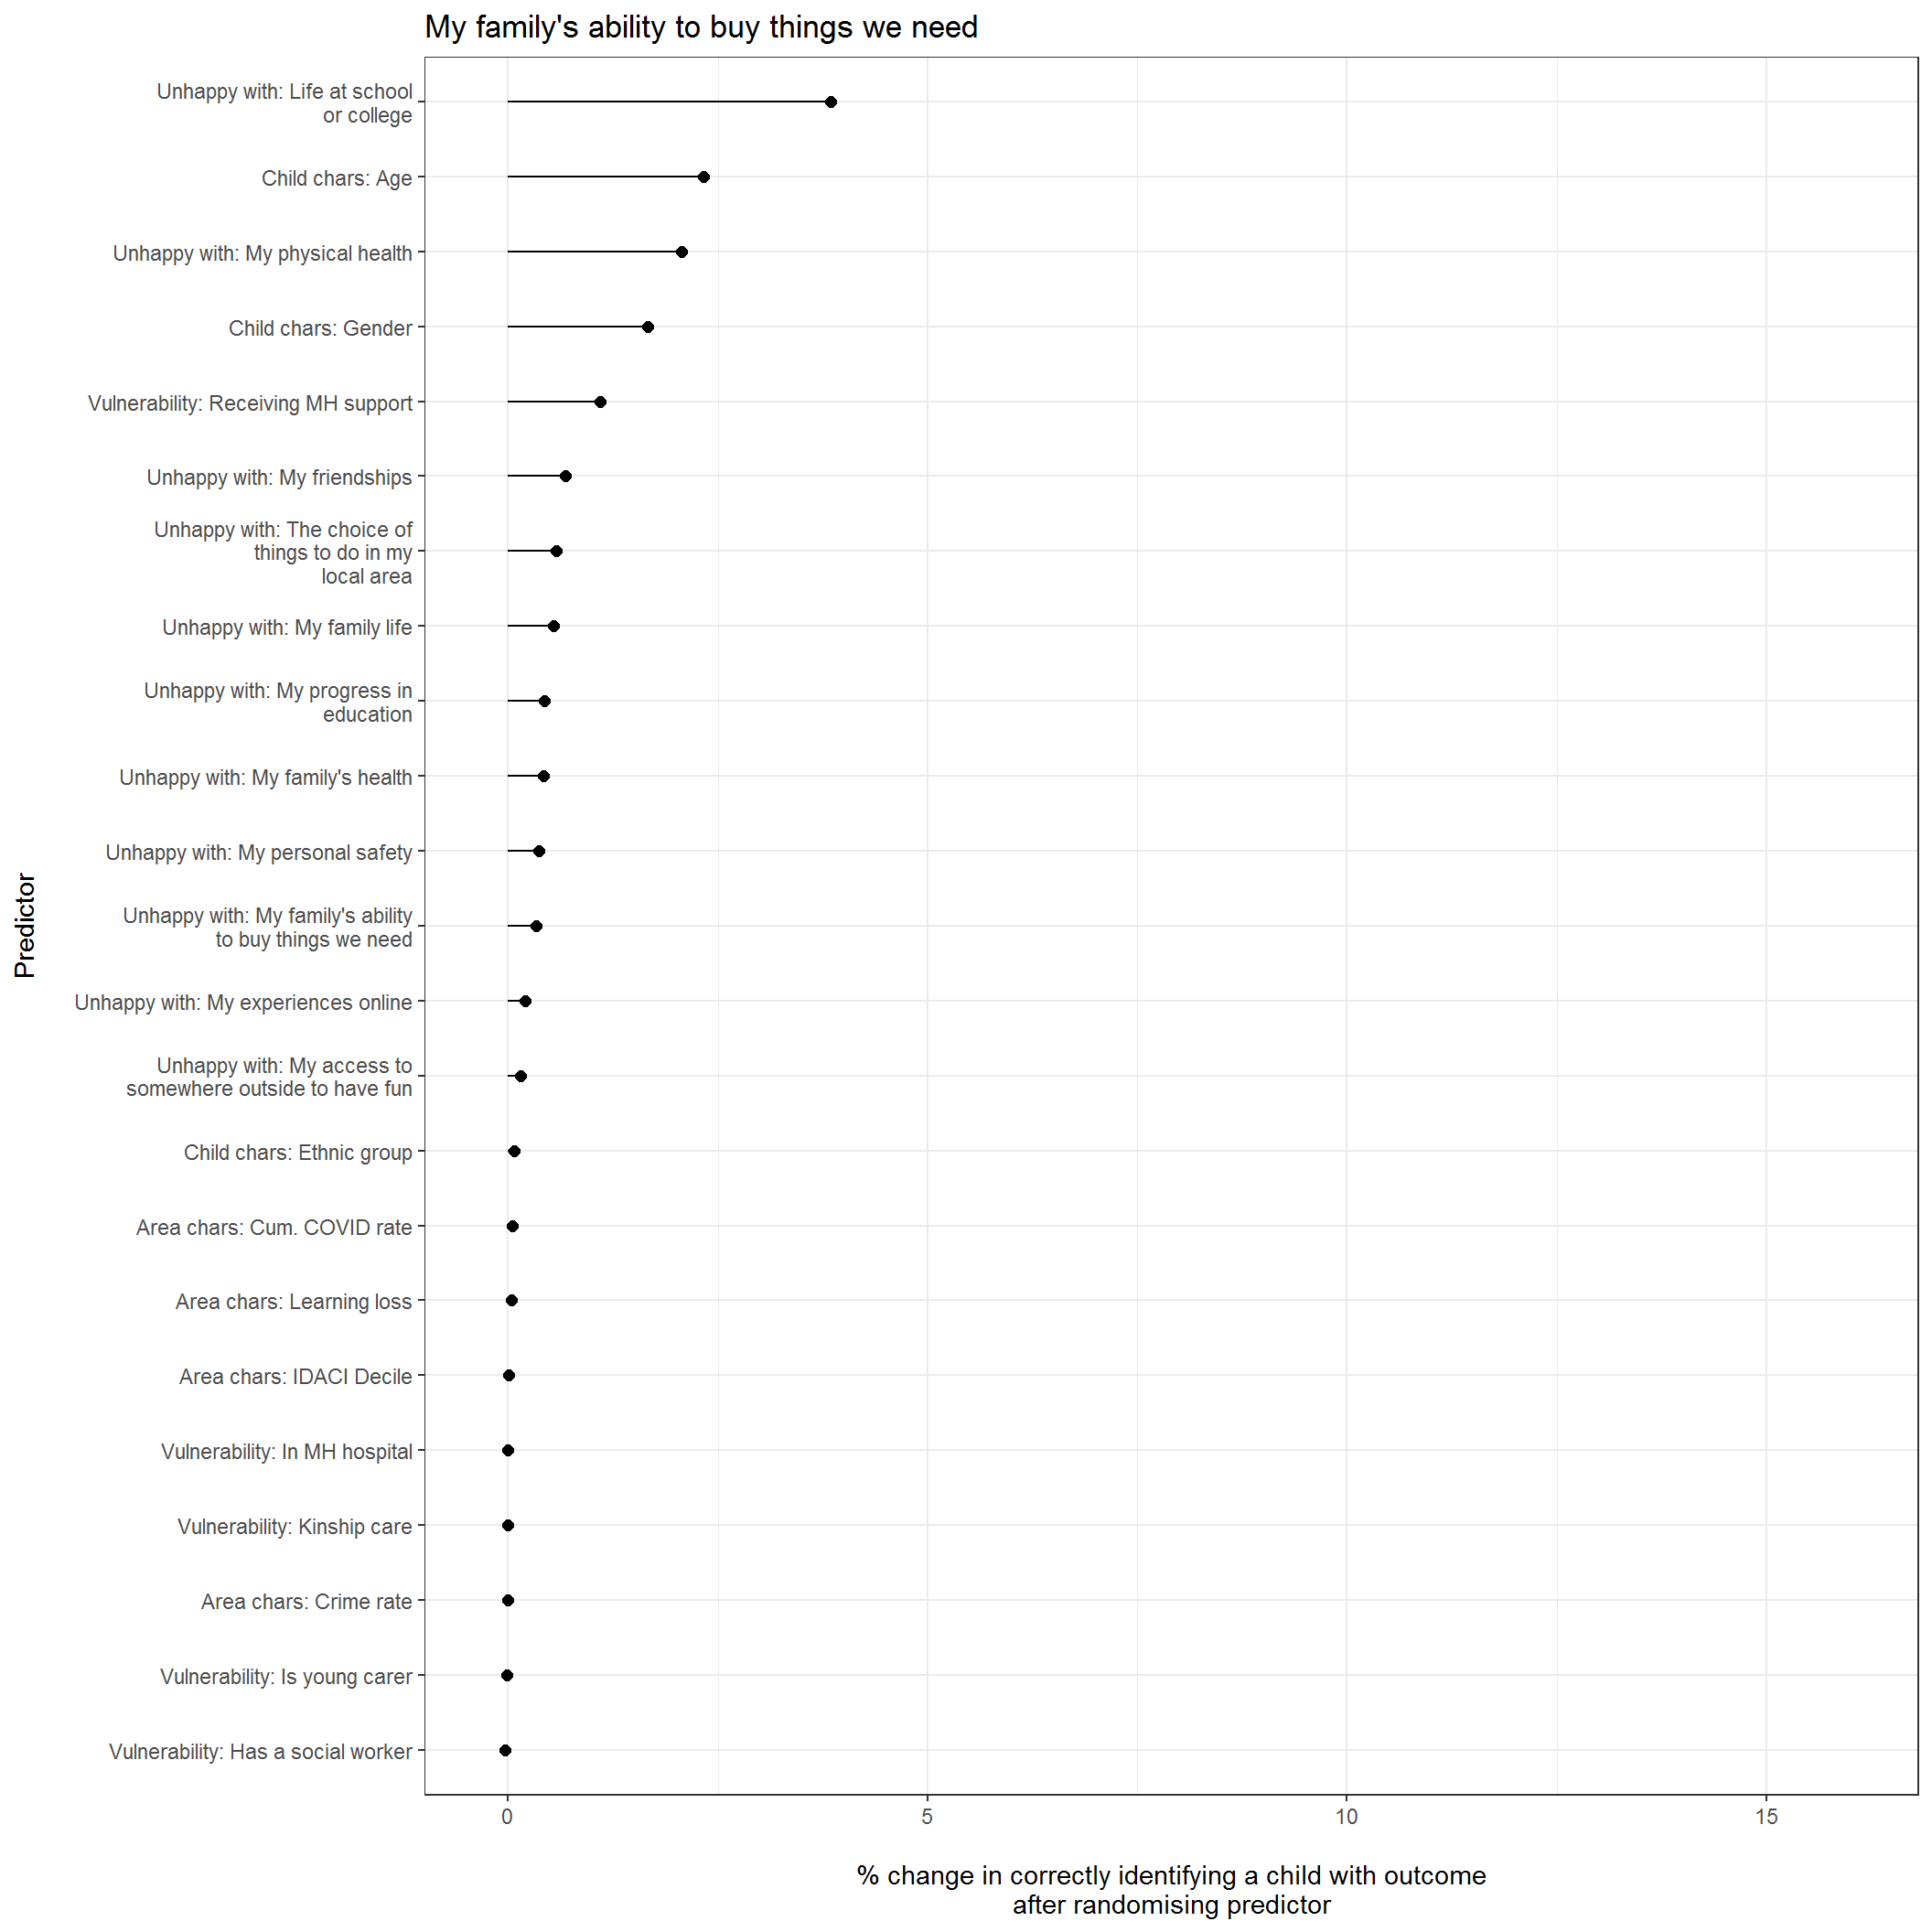 My family's ability to buy things we need
Unhappy with: Life at school
or college
Child chars: Age
Unhappy with: My physical health
Child chars: Gender
Vulnerability: Receiving MH support
Unhappy with: My friendships
Unhappy with: The choice of
things to do in my
local area
Unhappy with: My family life
Unhappy with: My progress in
education
Unhappy with: My family's health
Unhappy with: My personal safety
Unhappy with: My family's ability
to buy things we need
Unhappy with: My experiences online
Unhappy with: My access to
somewhere outside to have fun
Child chars: Ethnic group
Area chars: Cum. COVID rate
Area chars: Learning loss
Area chars: IDACI Decile
Vulnerability: In MH hospital
Vulnerability: Kinship care
Area chars: Crime rate
Vulnerability: Is young carer
Vulnerability: Has a social worker
Predictor
0 5 10 15
% change in correctly identifying a child with outcome
after randomising predictor